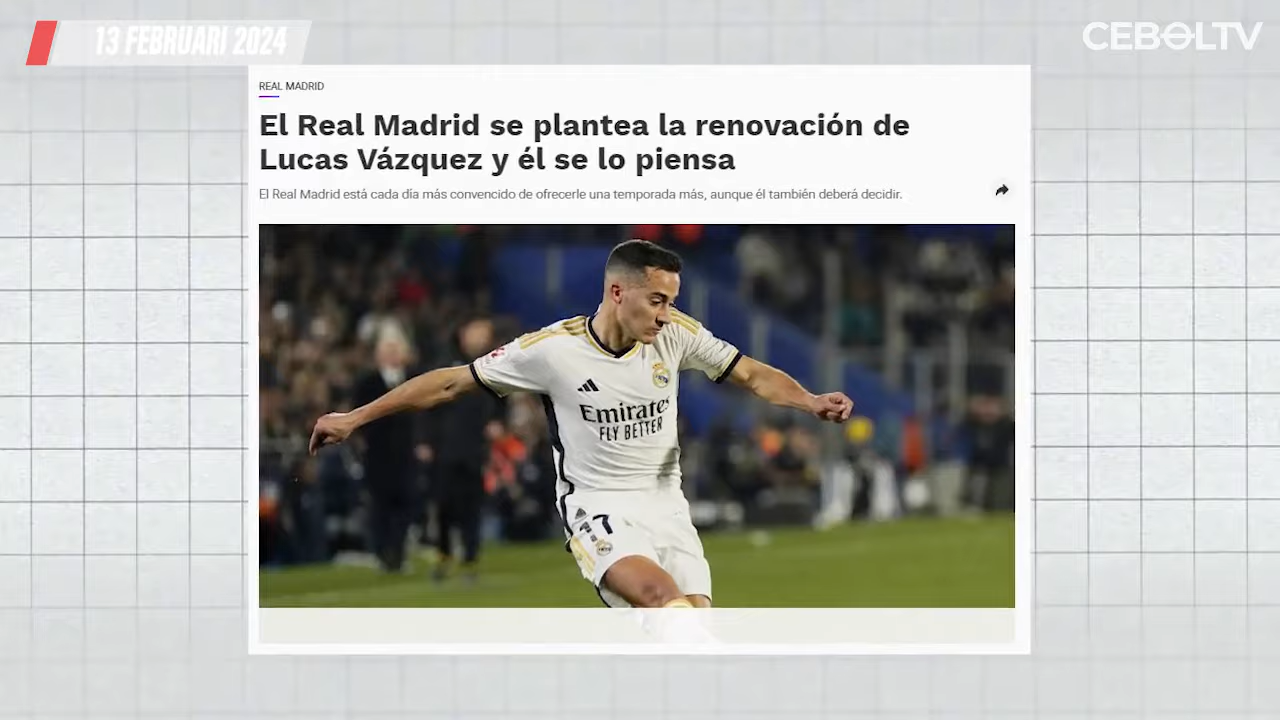 13 FEBRUARI 2024
CEBOLTV
REAL MADRID
El Real Madrid se plantea la renovación de
Lucas Vázquez y él se lo piensa
El Real Madrid está cada día más convencido de ofrecerle una temporada más, aunque él también deberá decidir.
Emirates
FLY BETTER
17